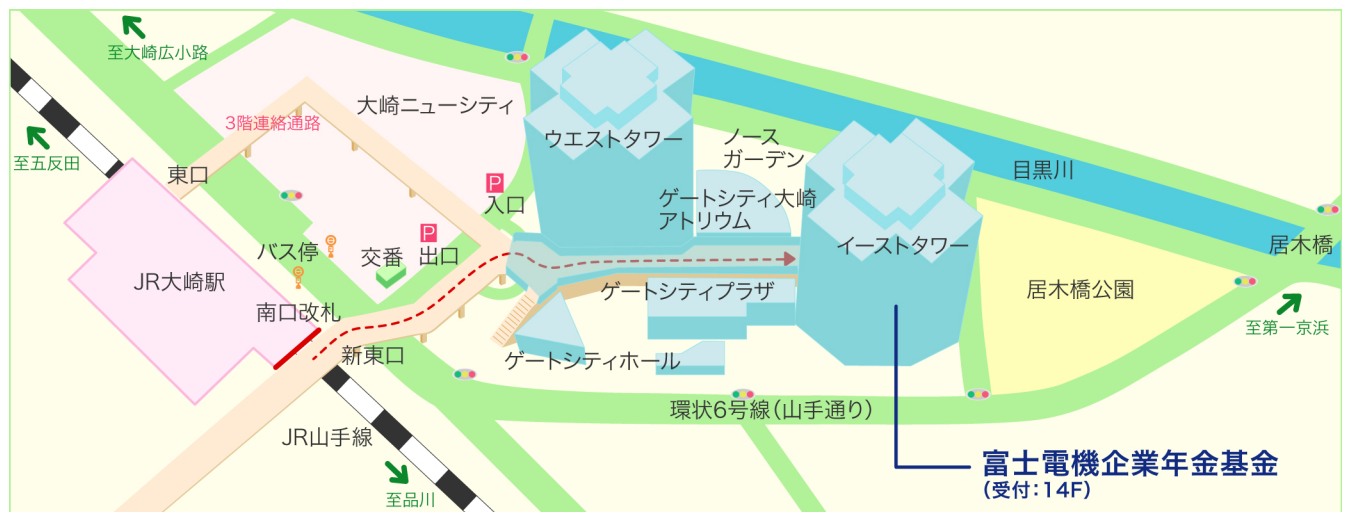 至大崎広小路
大崎ニューシティ
3階連絡通路
至五反田
東口
ウエストタワー
ノース
ガーデン
目黒川
P
入口
ゲートシティ大崎
アトリウム
P
出口
バス停
交番
イーストタワー
居木橋
JR大崎駅
ゲートシティプラザ
居木橋公園
南口改札
至第一京浜
新東口
ゲートシティホール
環状6号線(山手通り)
JR山手線
至品川
富士電機企業年金基金
(受付:14F)